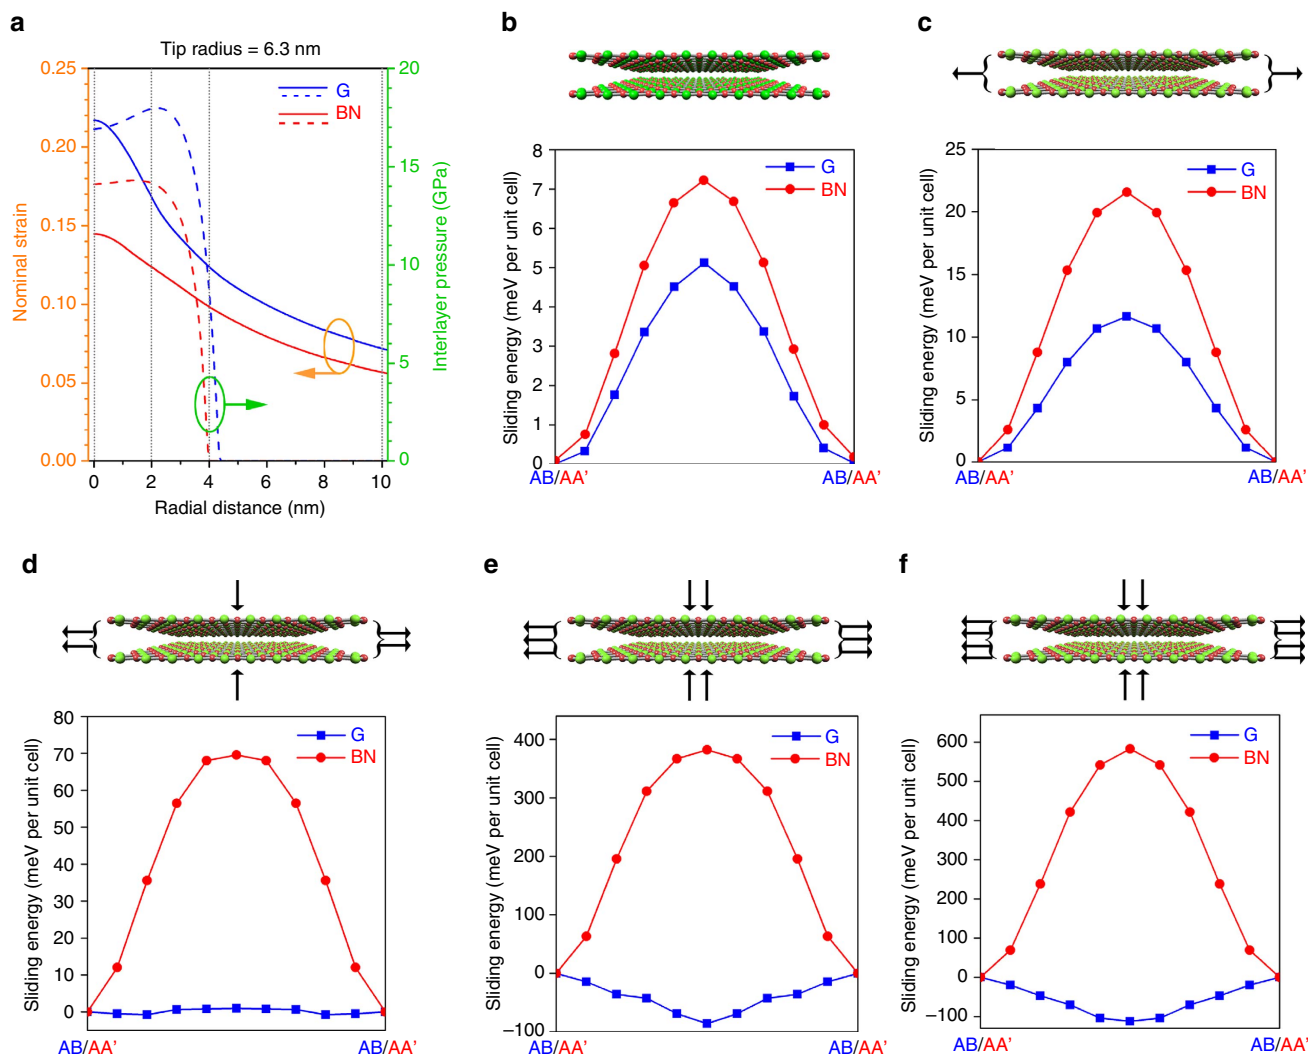 a
Tip radius = 6.3 nm
0.25
0.20
0.15
0.10
0.05
0.00
Nominal strain
G
BN
20
15
10
5
0
Interlayer pressure (GPa)
0 2 4 6 8 10
Radial distance (nm)
b
8
7
6
5
4
3
2
1
0
Sliding energy (meV per unit cell)
G
BN
AB/AA' AB/AA'
c
25
20
15
10
5
0
Sliding energy (meV per unit cell)
G
BN
AB/AA' AB/AA'
d
80
70
60
50
40
30
20
10
0
Sliding energy (meV per unit cell)
G
BN
AB/AA' AB/AA'
e
400
300
200
100
0
–100
Sliding energy (meV per unit cell)
G
BN
AB/AA' AB/AA'
f
600
500
400
300
200
100
0
–100
Sliding energy (meV per unit cell)
G
BN
AB/AA' AB/AA'